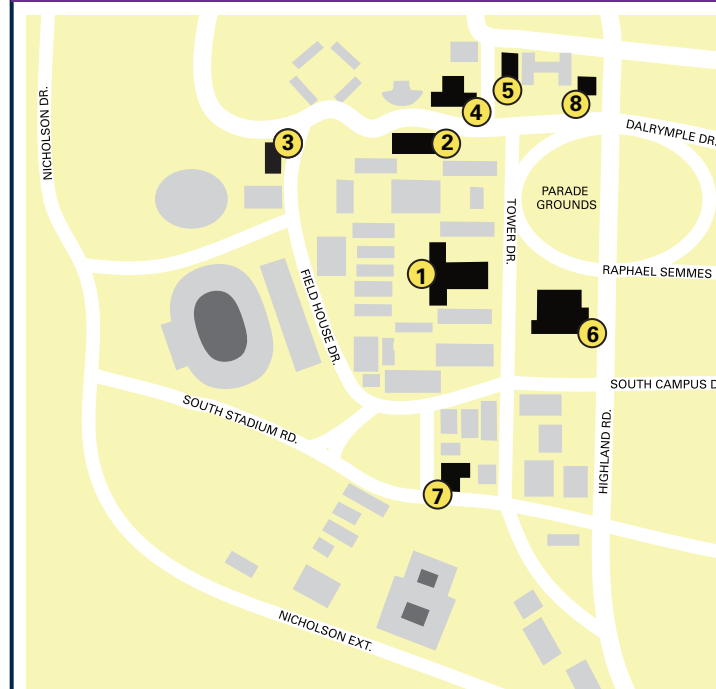 5
8
4
NICHOLSON DR.
DALRYMPLE DR.
3
2
PARADE
GROUNDS
TOWER DR.
1
FIELD HOUSE DR.
RAPHAEL SEMMES
6
SOUTH CAMPUS D
SOUTH STADIUM RD.
HIGHLAND RD.
7
NICHOLSON EXT.